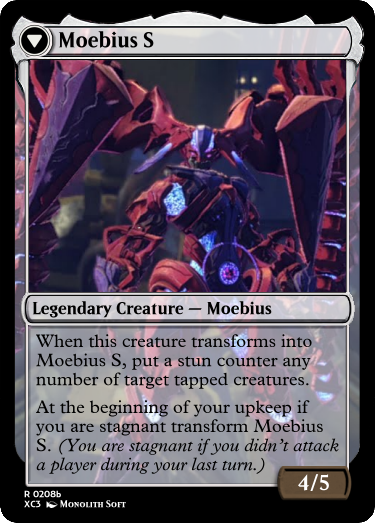 Moebius S
Legendary Creature — Moebius
When this creature transforms into
Moebius S, put a stun counter any
number of target tapped creatures.
At the beginning of your upkeep if
you are stagnant transform Moebius
S. (You are stagnant if you didn't attack
a player during your last turn.)
4/5
R 0208b
XC3 Monolith Soft